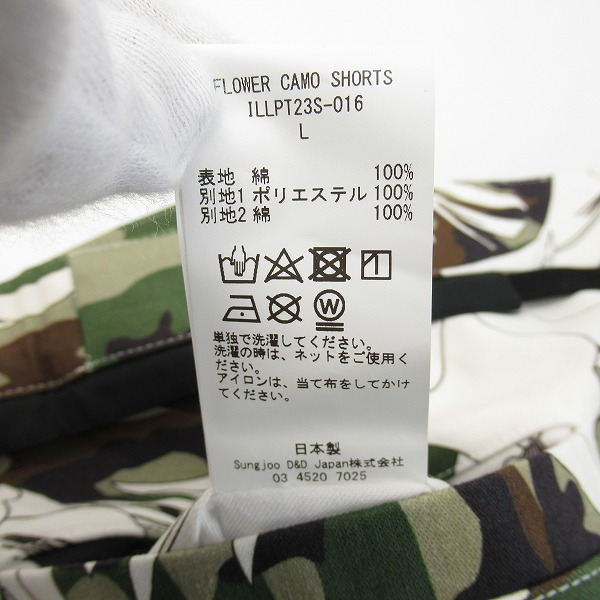 FLOWER CAMO SHORTS
ILLPT23S-016
L
表地 綿 100%
別地1 ポリエステル 100%
別地2 綿 100%
W
単独で洗濯してください。
洗濯の時は、ネットをご使用く
ださい。
アイロンは、当て布をしてかけ
てください。
日本製
Sungjoo D&D Japan株式会社
03 4520 7025